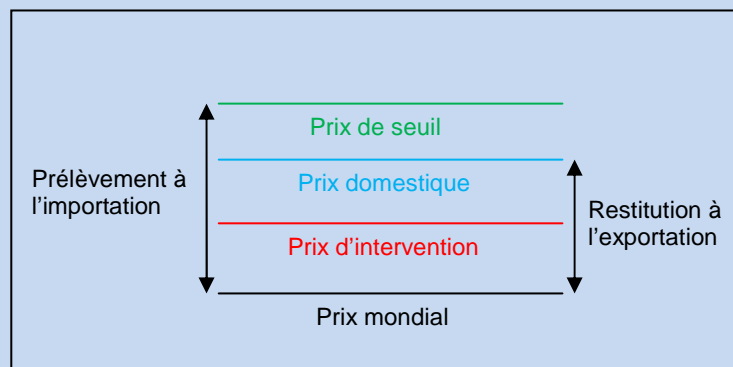 Prix de seuil
Prix domestique
Prix d’intervention
Prix mondial
Prélèvement à
l’importation
Restitution à
l’exportation